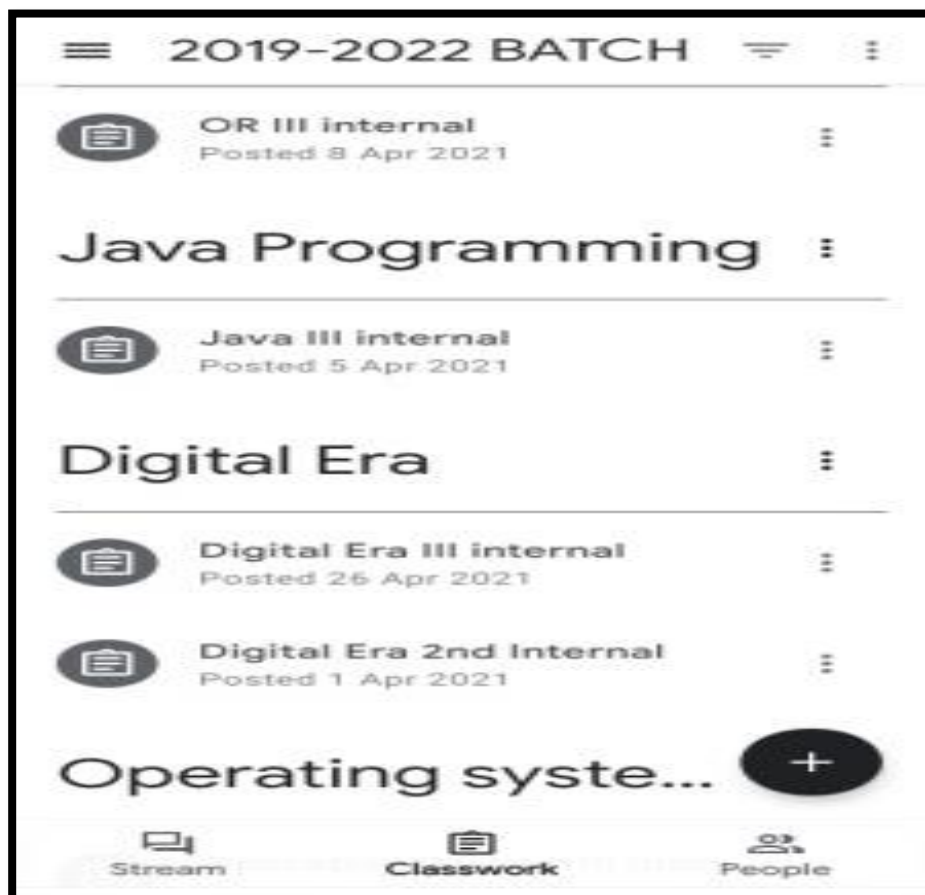 2019-2022 BATCH
OR III internal
Posted 8 Apr 2021
Java Programming
Java III internal
Posted 5 Apr 2021
Digital Era
Digital Era III internal
Posted 26 Apr 2021
Digital Era 2nd Internal
Posted 1 Apr 2021
Operating syste...
Stream Classwork People